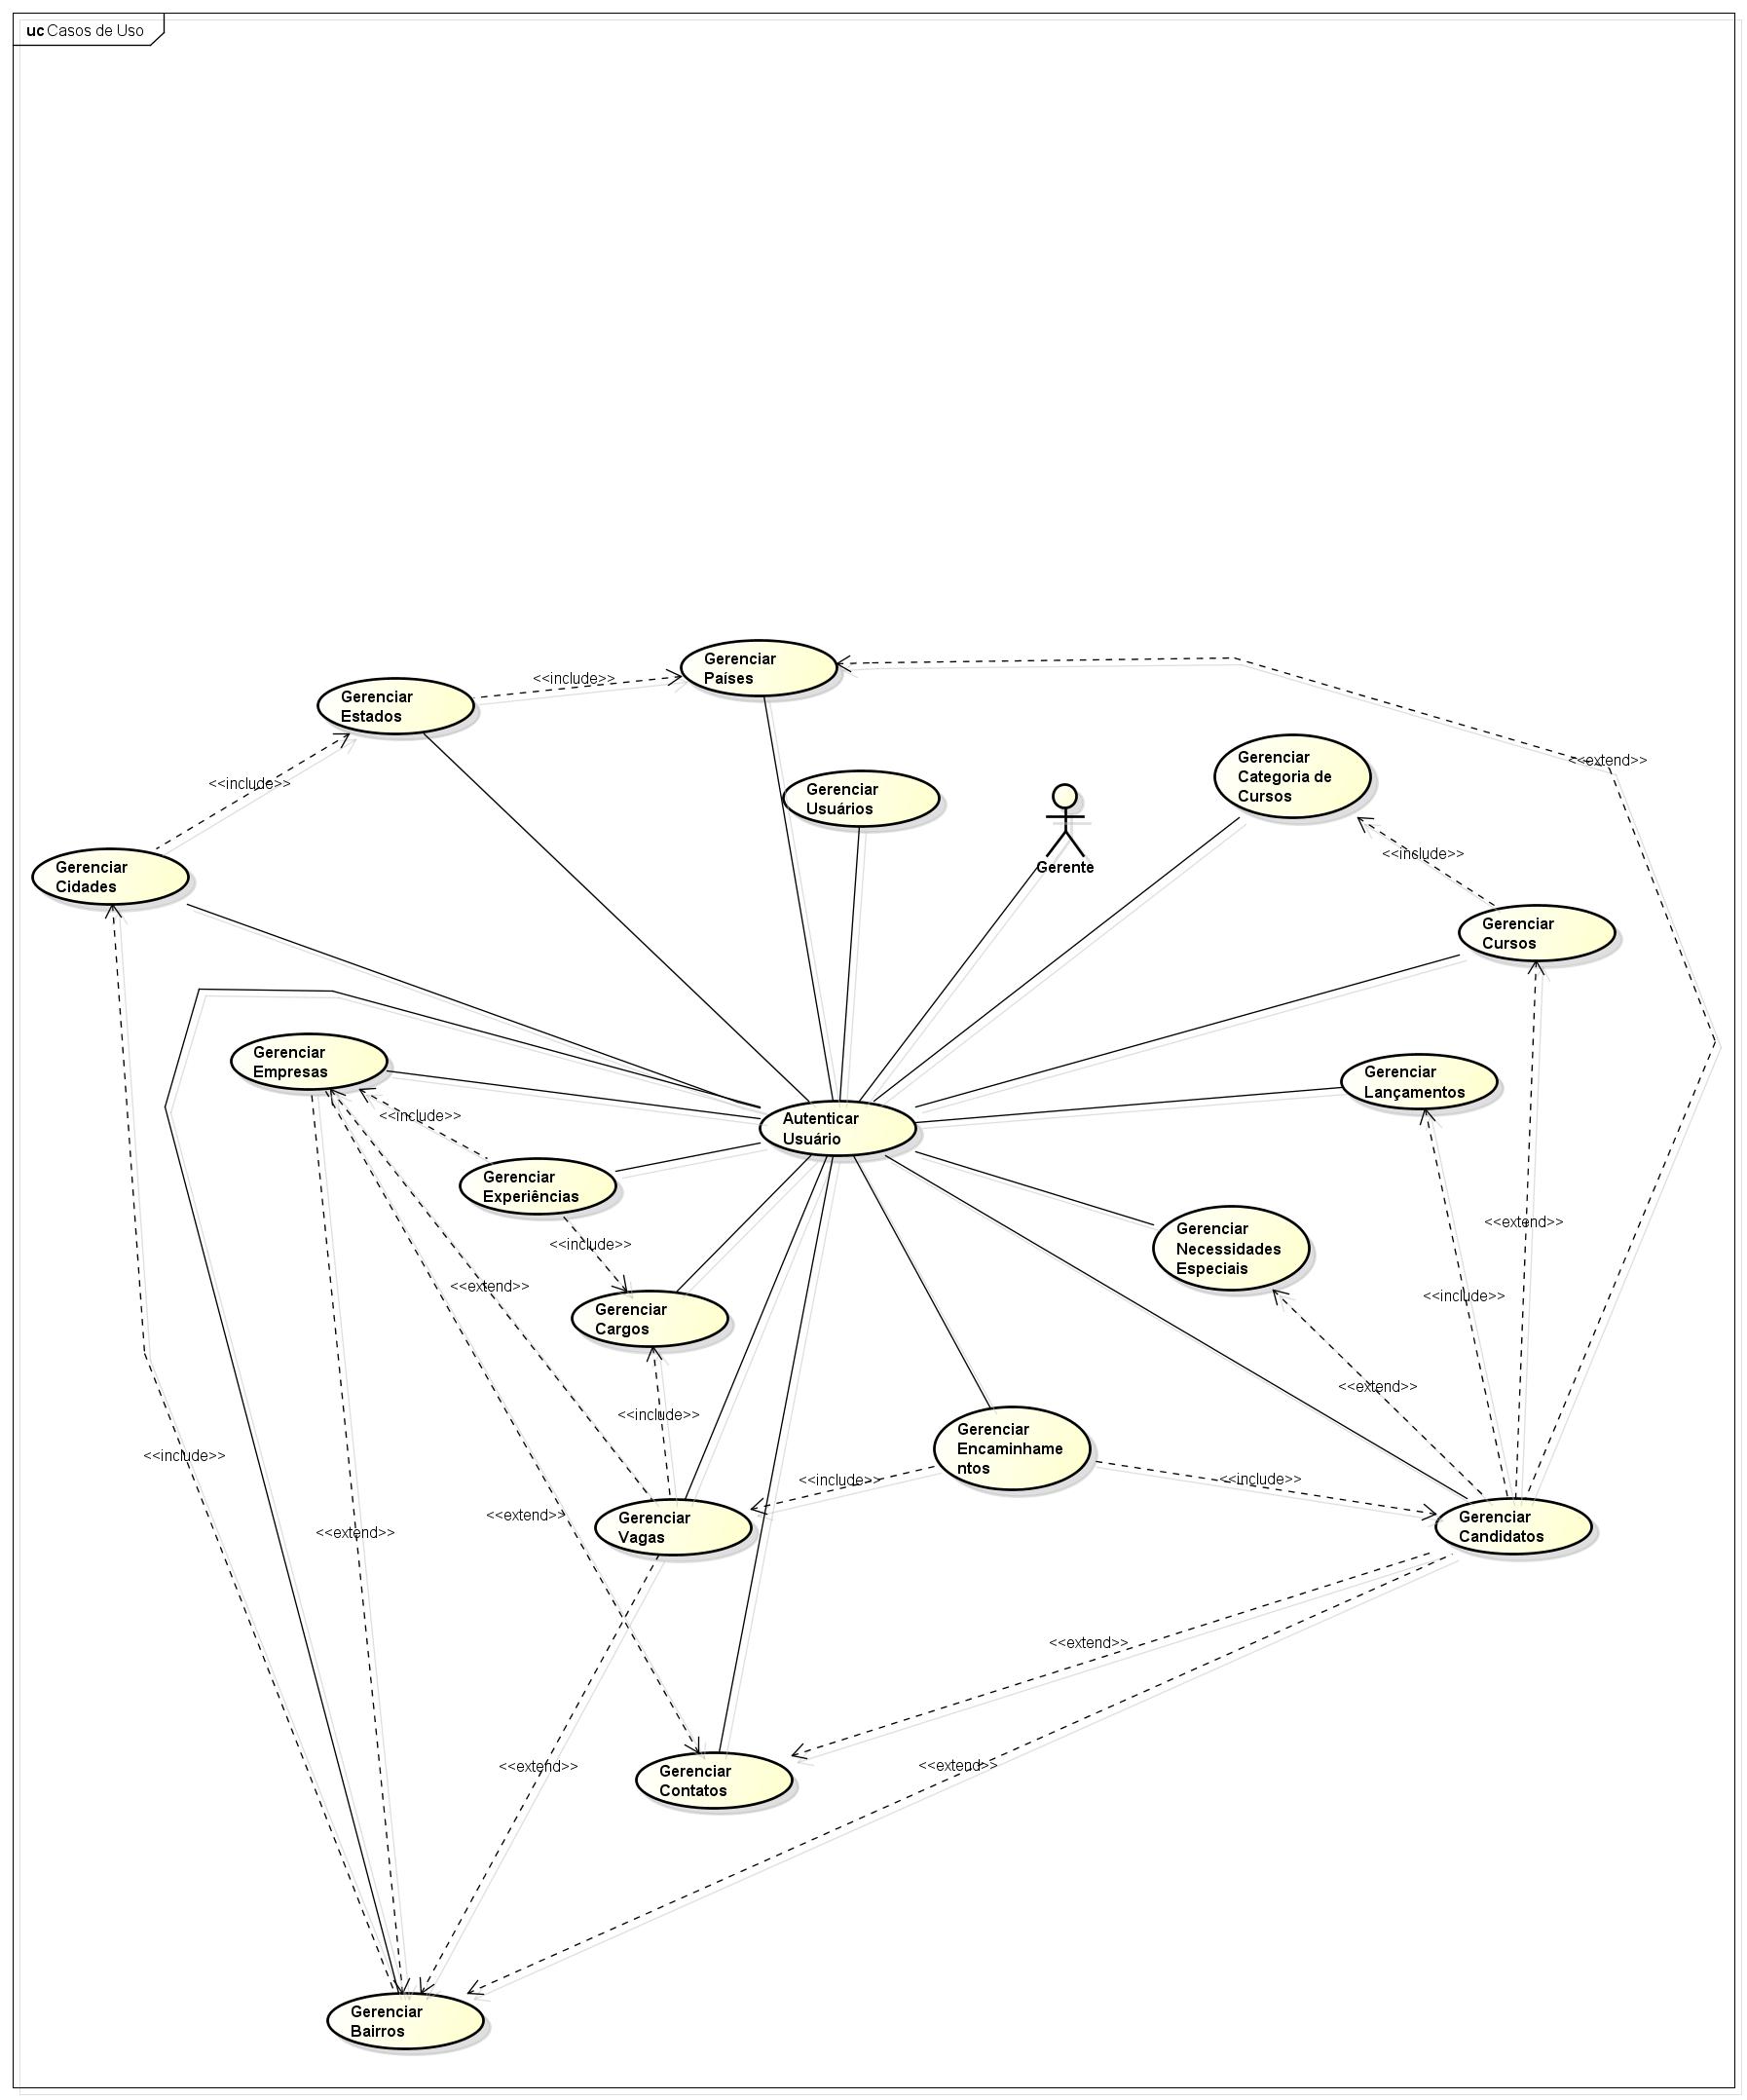 uc Casos de Uso
Gerenciar
Países
<<include>>
Gerenciar
Estados
Gerenciar
Categoria de
Cursos
<<extend>>
<<include>>
Gerenciar
Usuários
Gerente
<<include>>
Gerenciar
Cidades
Gerenciar
Cursos
Gerenciar
Empresas
Gerenciar
Lançamentos
<<include>>
Autenticar
Usuário
Gerenciar
Experiências
<<include>>
Gerenciar
Necessidades
Especiais
<<extend>>
<<extend>>
<<include>>
Gerenciar
Cargos
<<extend>>
<<include>>
Gerenciar
Encaminhame
ntos
<<include>>
<<include>>
<<include>>
<<extend>>
<<extend>>
Gerenciar
Vagas
Gerenciar
Candidatos
<<extend>>
<<extend>>
<<extend>>
Gerenciar
Contatos
Gerenciar
Bairros